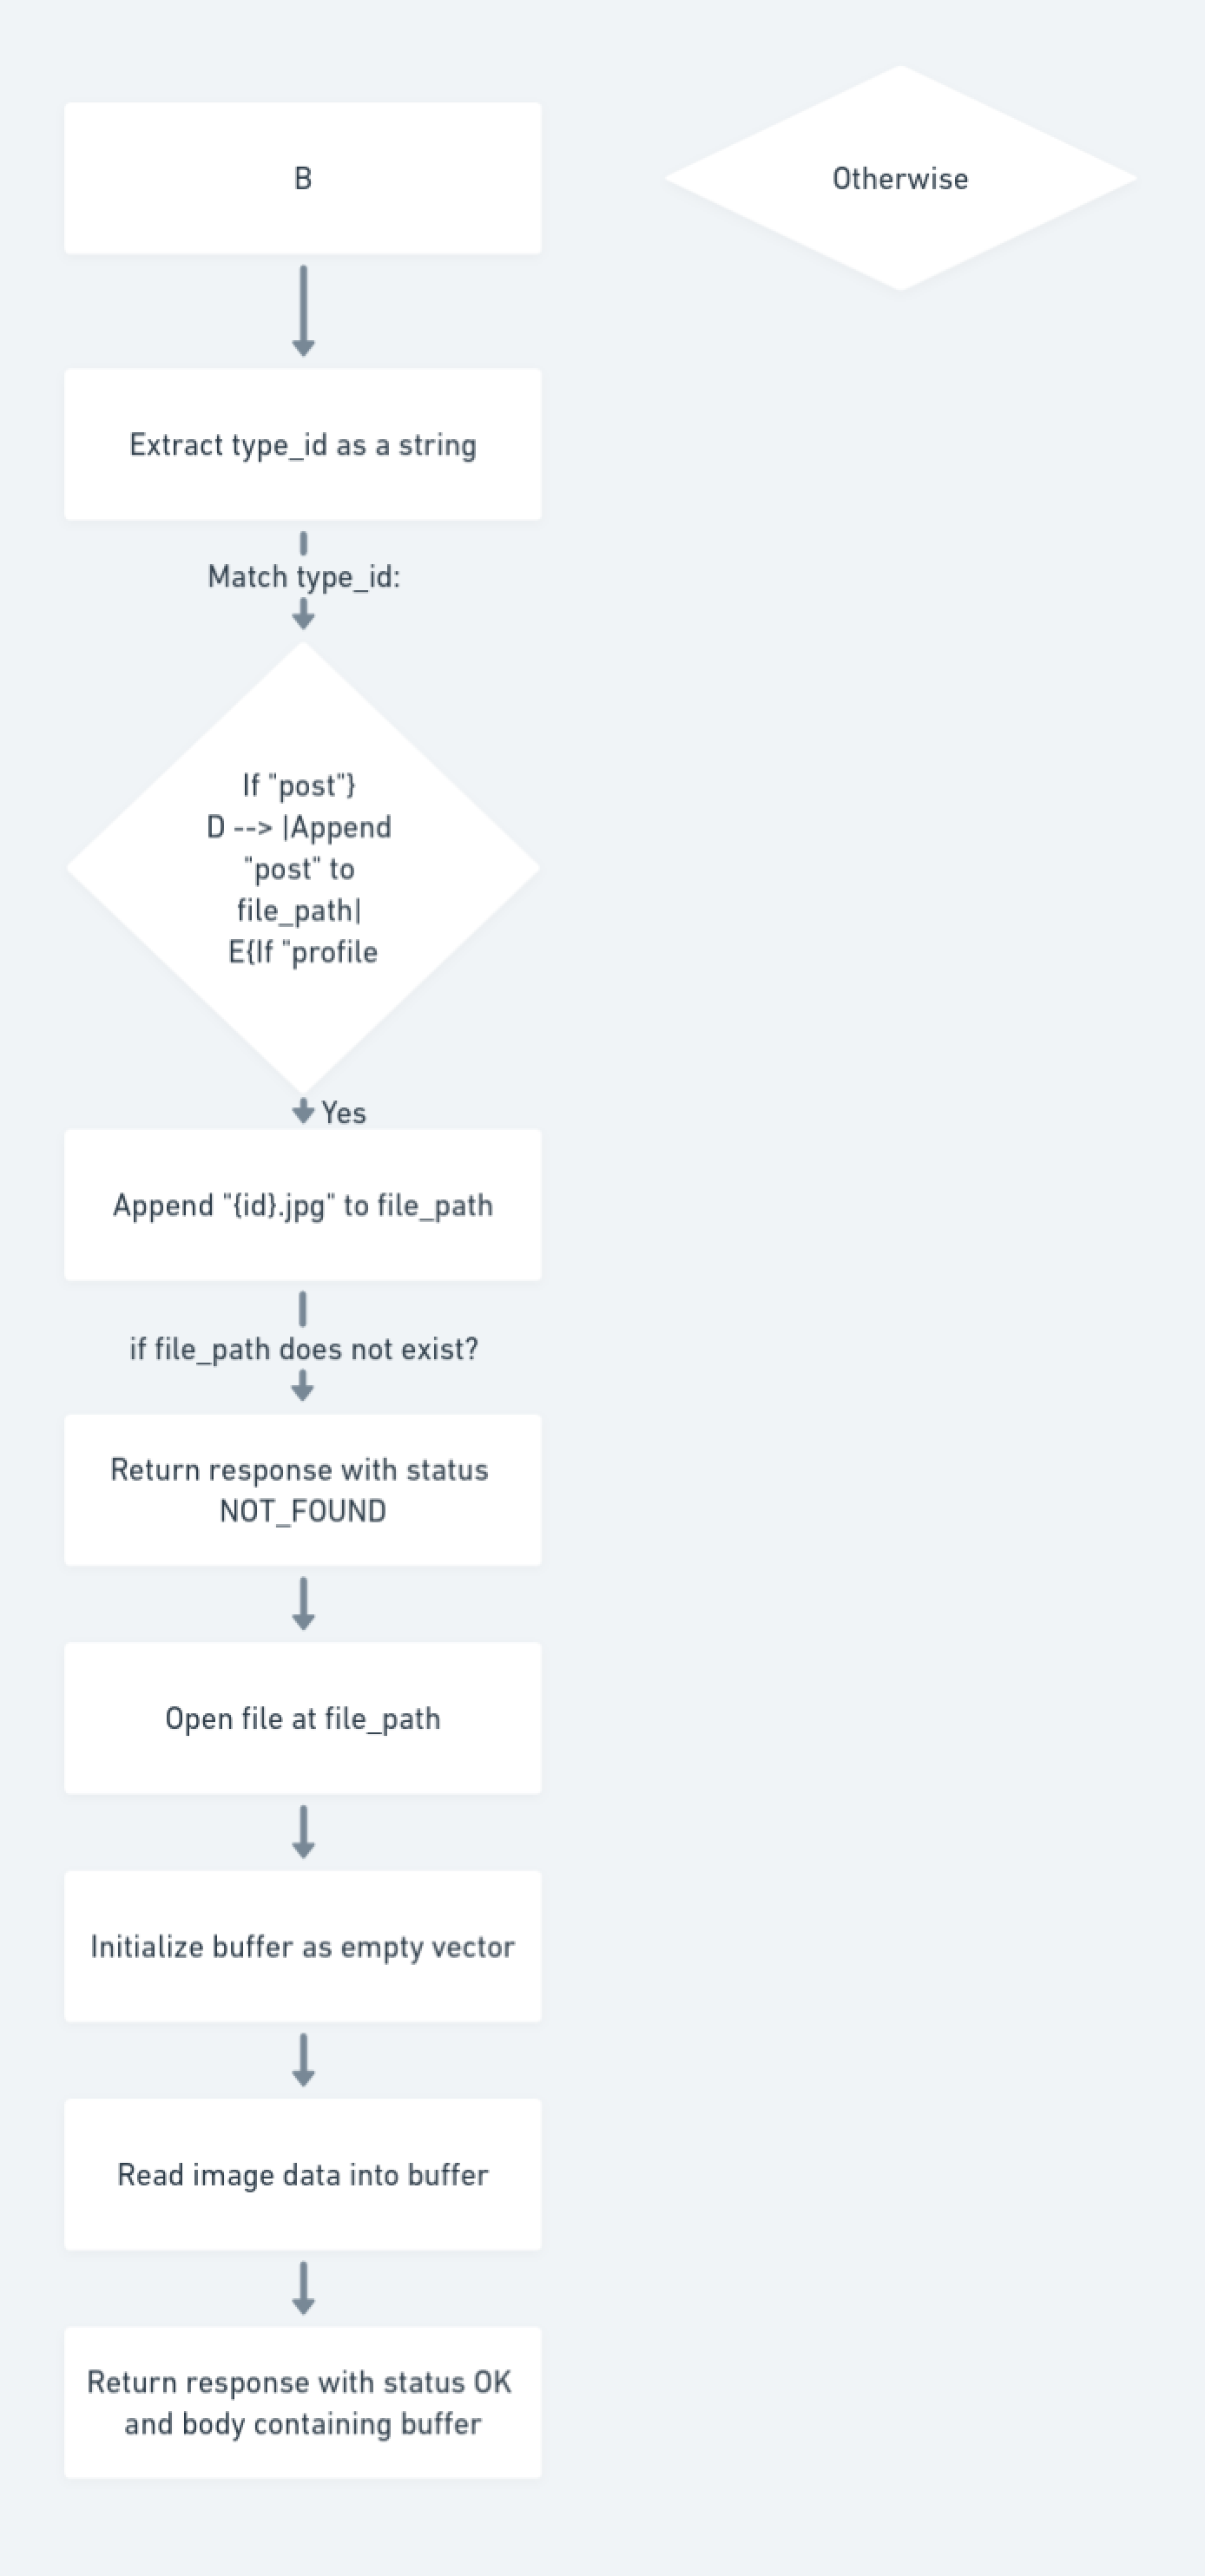 B
Otherwise
Extract type_id as a string
Match type_id:
If "post"}
D --> |Append
"post" to
file_path|
E{If "profile
Yes
Append "{id}.jpg" to file_path
if file_path does not exist?
Return response with status
NOT_FOUND
Open file at file_path
Initialize buffer as empty vector
Read image data into buffer
Return response with status OK
and body containing buffer